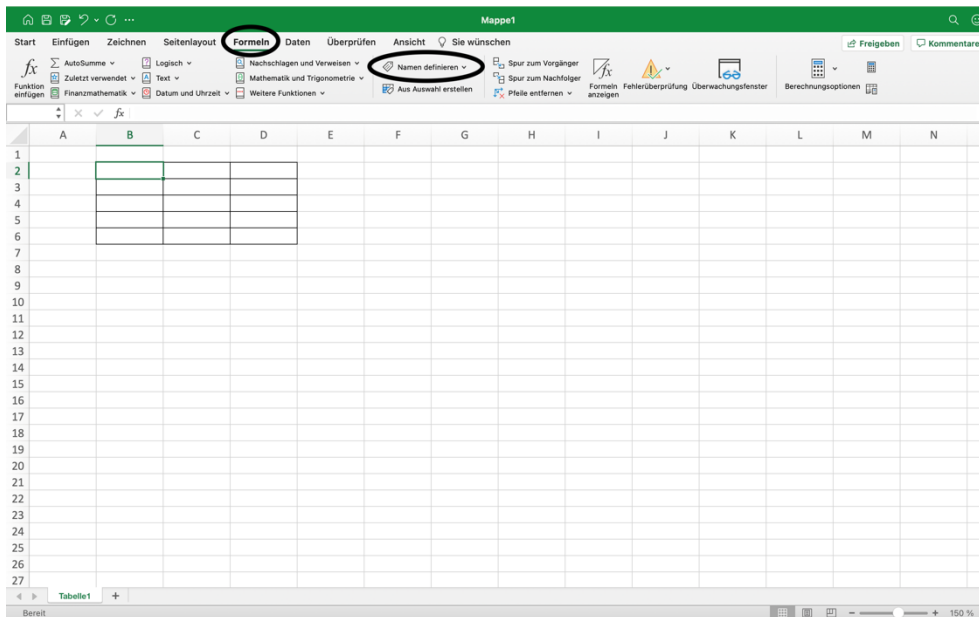 Mappe1
Start Einfügen Zeichnen Seitenlayout Formeln Daten Überprüfen Ansicht Sie wünschen Freigeben Kommentare
fx Funktion einfügen
AutoSumme
Zuletzt verwendet
Finanzmathematik
Logisch
Text
Datum und Uhrzeit
Nachschlagen und Verweisen
Mathematik und Trigonometrie
Weitere Funktionen
Namen definieren
Aus Auswahl erstellen
Spur zum Vorgänger
Spur zum Nachfolger
Pfeile entfernen
fx Formeln anzeigen
Fehlerüberprüfung
Überwachungsfenster
Berechnungsoptionen
fx
A B C D E F G H I J K L M N
1
2
3
4
5
6
7
8
9
10
11
12
13
14
15
16
17
18
19
20
21
22
23
24
25
26
27
Tabelle1 +
Bereit 150 %